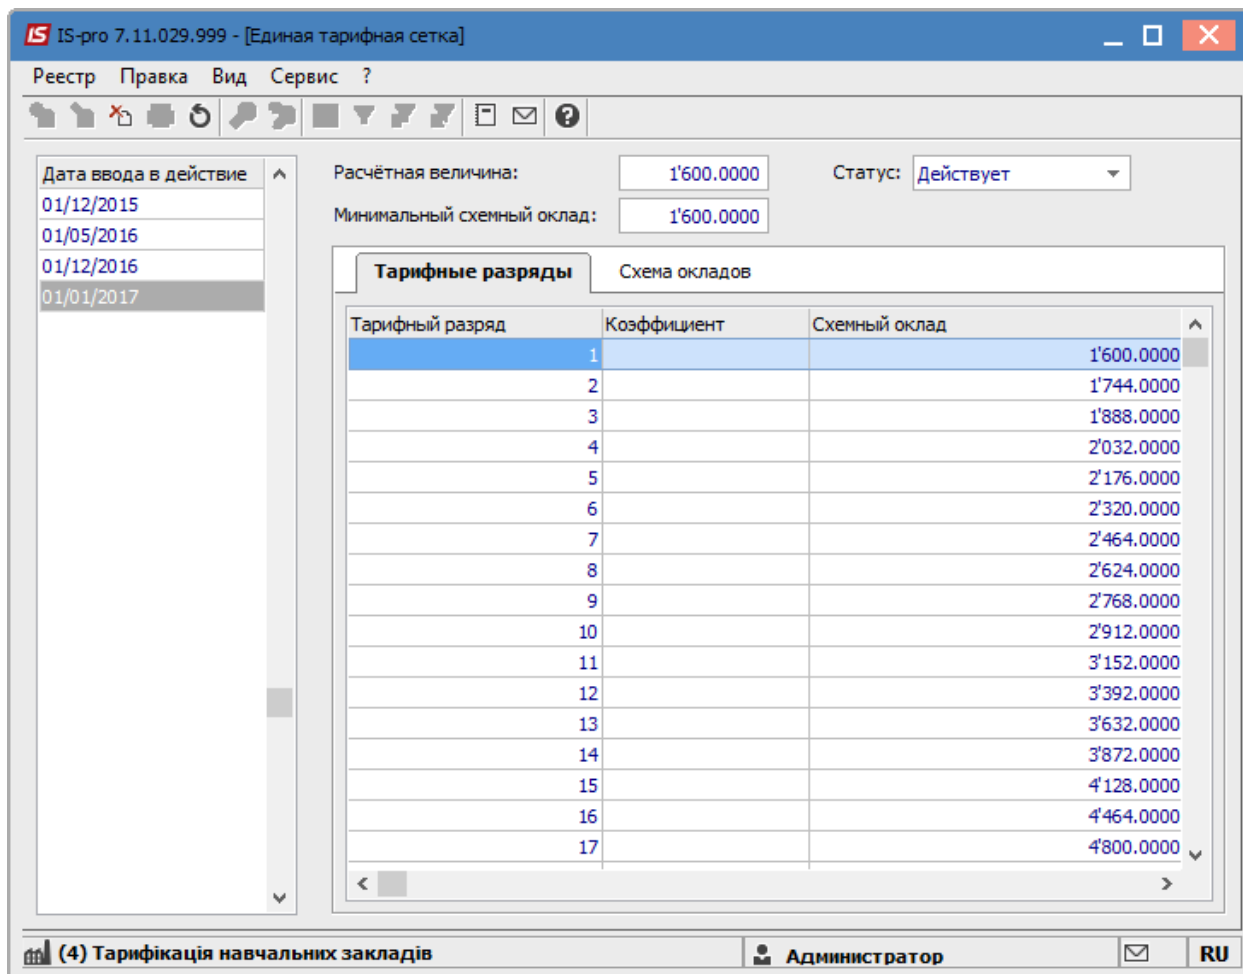 IS IS-pro 7.11.029.999 - [Единая тарифная сетка]
Реестр Правка Вид Сервис ?
Дата ввода в действие
01/12/2015
01/05/2016
01/12/2016
01/01/2017
Расчётная величина: 1'600.0000 Статус: Действует
Минимальный схемный оклад: 1'600.0000
Тарифные разряды Схема окладов
Тарифный разряд Коэффициент Схемный оклад
1 1'600.0000
2 1'744.0000
3 1'888.0000
4 2'032.0000
5 2'176.0000
6 2'320.0000
7 2'464.0000
8 2'624.0000
9 2'768.0000
10 2'912.0000
11 3'152.0000
12 3'392.0000
13 3'632.0000
14 3'872.0000
15 4'128.0000
16 4'464.0000
17 4'800.0000
(4) Тарифікація навчальних закладів Администратор RU